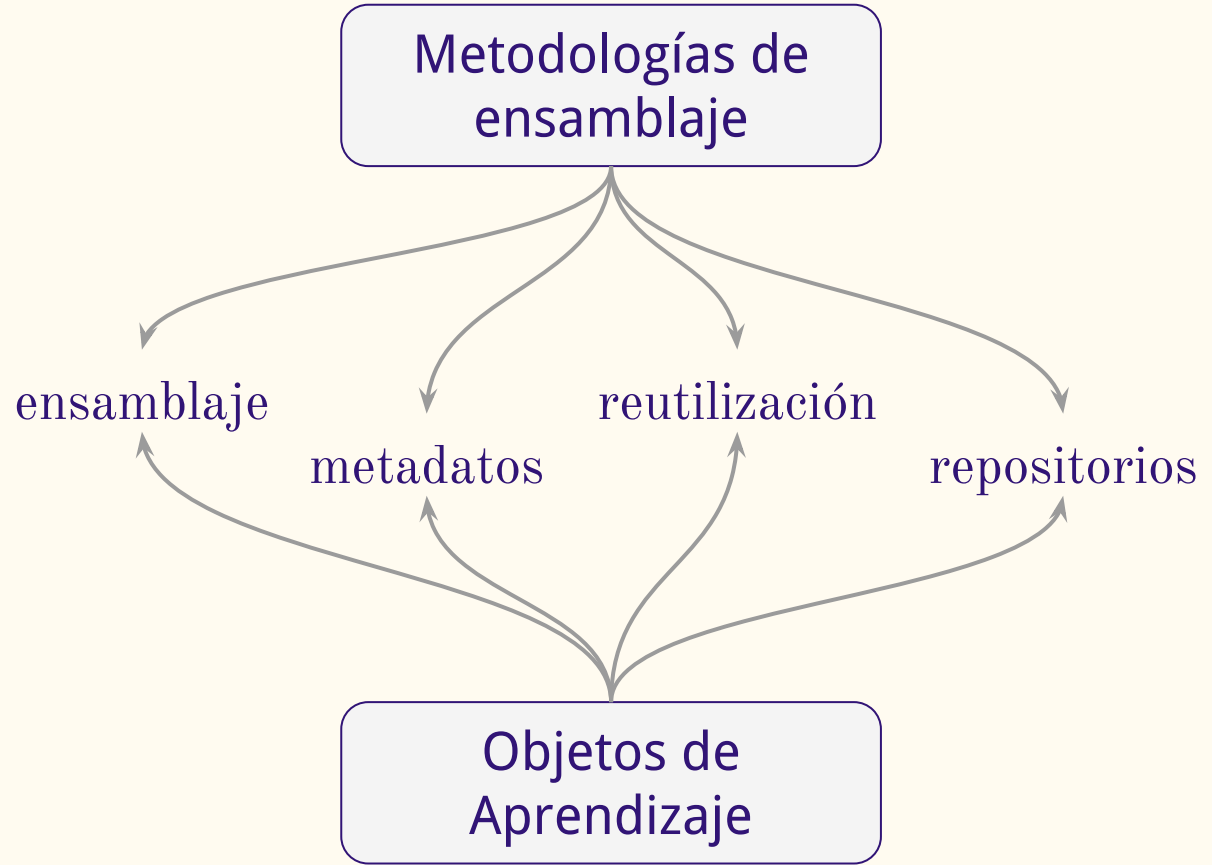 Metodologías de
ensamblaje
ensamblaje
metadatos
reutilización
repositorios
Objetos de
Aprendizaje